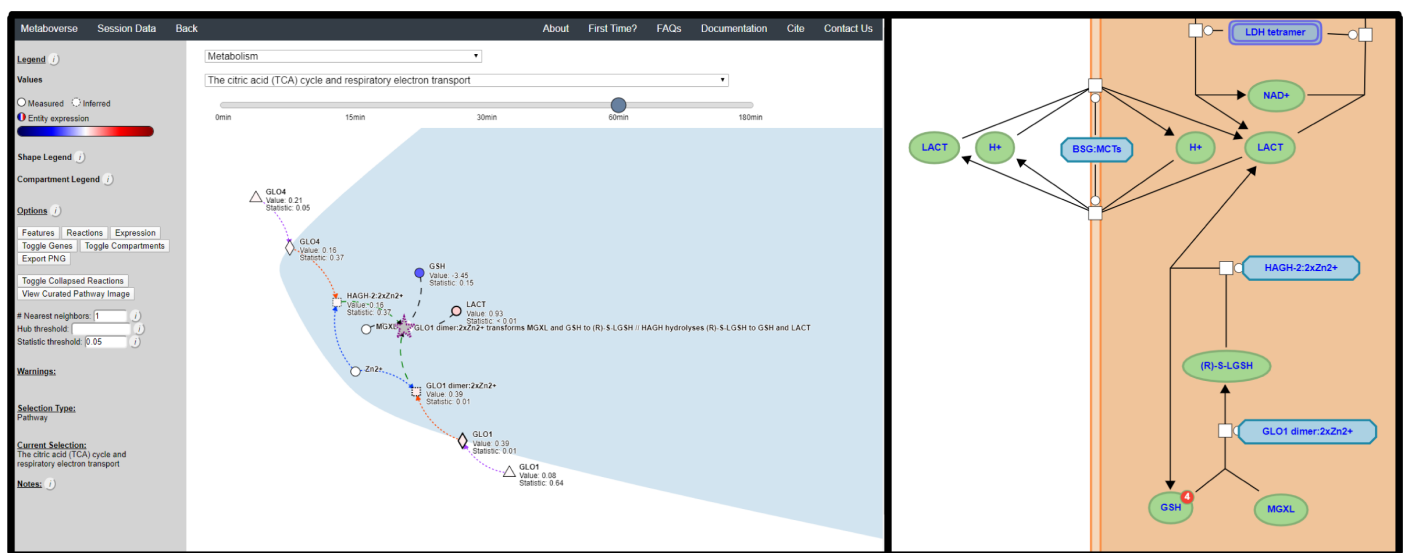 Metaboverse Session Data Back About First Time? FAQs Documentation Cite Contact Us
Legend i
Values
Measured Inferred
Entity expression
Shape Legend i
Compartment Legend i
Options i
Features Reactions Expression
Toggle Genes Toggle Compartments
Export PNG
Toggle Collapsed Reactions
View Curated Pathway Image
# Nearest neighbors: 1 i
Hub threshold: i
Statistic threshold: 0.05 i
Warnings:
Selection Type:
Pathway
Current Selection:
The citric acid (TCA) cycle and
respiratory electron transport
Notes: i
Metabolism
The citric acid (TCA) cycle and respiratory electron transport
0min 15min 30min 60min 180min
GLO4
Value: 0.21
Statistic: 0.05
GLO4
Value: 0.16
Statistic: 0.37
GSH
Value: -3.45
Statistic: 0.15
HAGH-2:2xZn2+
Value: 0.16
Statistic: 0.37
LACT
Value: 0.93
Statistic: < 0.01
MGXL
GLO1 dimer:2xZn2+ transforms MGXL and GSH to (R)-S-LGSH // HAGH hydrolyses (R)-S-LGSH to GSH and LACT
Zn2+
GLO1 dimer:2xZn2+
Value: 0.39
Statistic: 0.01
GLO1
Value: 0.39
Statistic: 0.01
GLO1
Value: 0.08
Statistic: 0.64
LDH tetramer
NAD+
LACT H+ BSG:MCTs H+ LACT
HAGH-2:2xZn2+
(R)-S-LGSH
GLO1 dimer:2xZn2+
GSH 4 MGXL